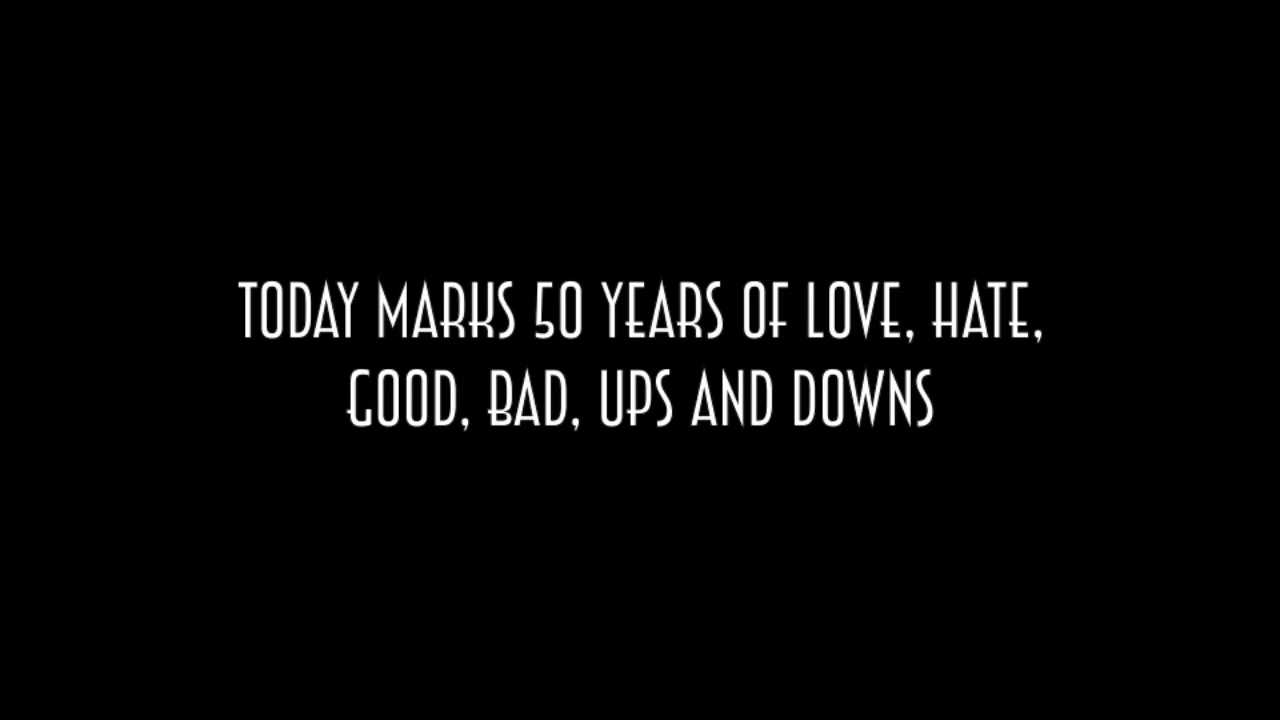 TODAY MARKS 50 YEARS OF LOVE, HATE,
GOOD, BAD, UPS AND DOWNS